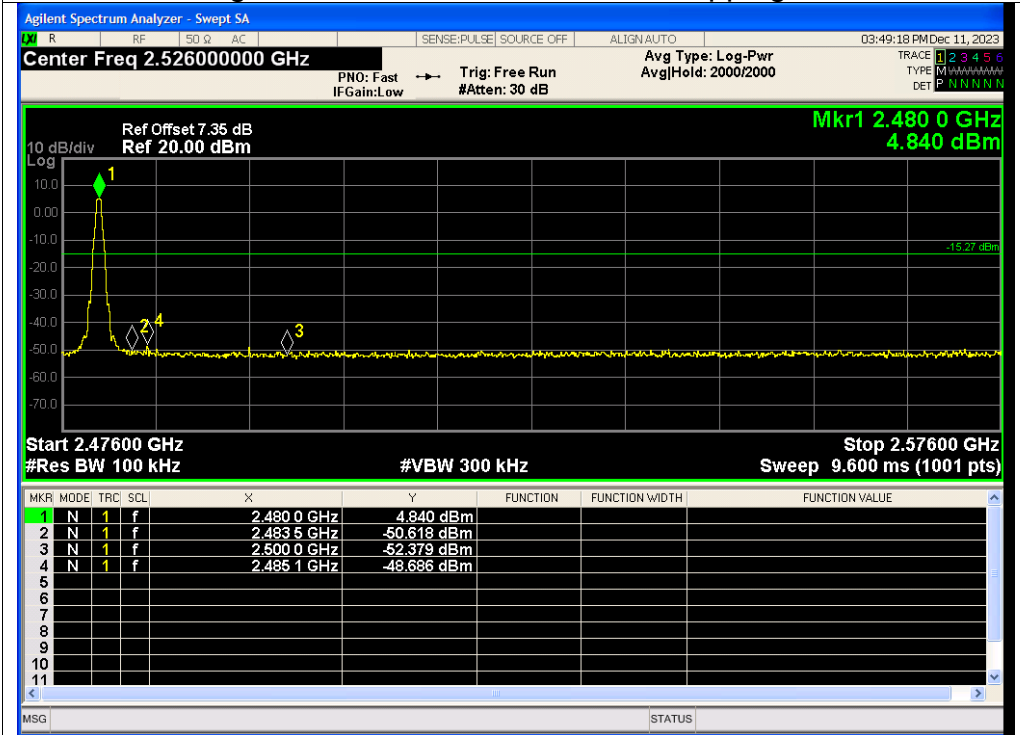 Agilent Spectrum Analyzer - Swept SA
LXI R RF 50 Ω AC SENSE:PULSE SOURCE OFF ALIGN AUTO 03:49:18 PM Dec 11, 2023
Center Freq 2.526000000 GHz Avg Type: Log-Pwr TRACE 1 2 3 4 5 6
PNO: Fast Trig: Free Run Avg|Hold: 2000/2000 TYPE M
IFGain:Low #Atten: 30 dB DET P N N N N N
Mkr1 2.480 0 GHz
Ref Offset 7.35 dB
10 dB/div Ref 20.00 dBm 4.840 dBm
Log
1
10.0
0.00
-10.0
-15.27 dBm
-20.0
-30.0
-40.0
2 4 3
-50.0
-60.0
-70.0
Start 2.47600 GHz Stop 2.57600 GHz
#Res BW 100 kHz #VBW 300 kHz Sweep 9.600 ms (1001 pts)
MKR MODE TRC SCL X Y FUNCTION FUNCTION WIDTH FUNCTION VALUE
1 N 1 f 2.480 0 GHz 4.840 dBm
2 N 1 f 2.483 5 GHz -50.618 dBm
3 N 1 f 2.500 0 GHz -52.379 dBm
4 N 1 f 2.485 1 GHz -48.686 dBm
5
6
7
8
9
10
11
MSG STATUS